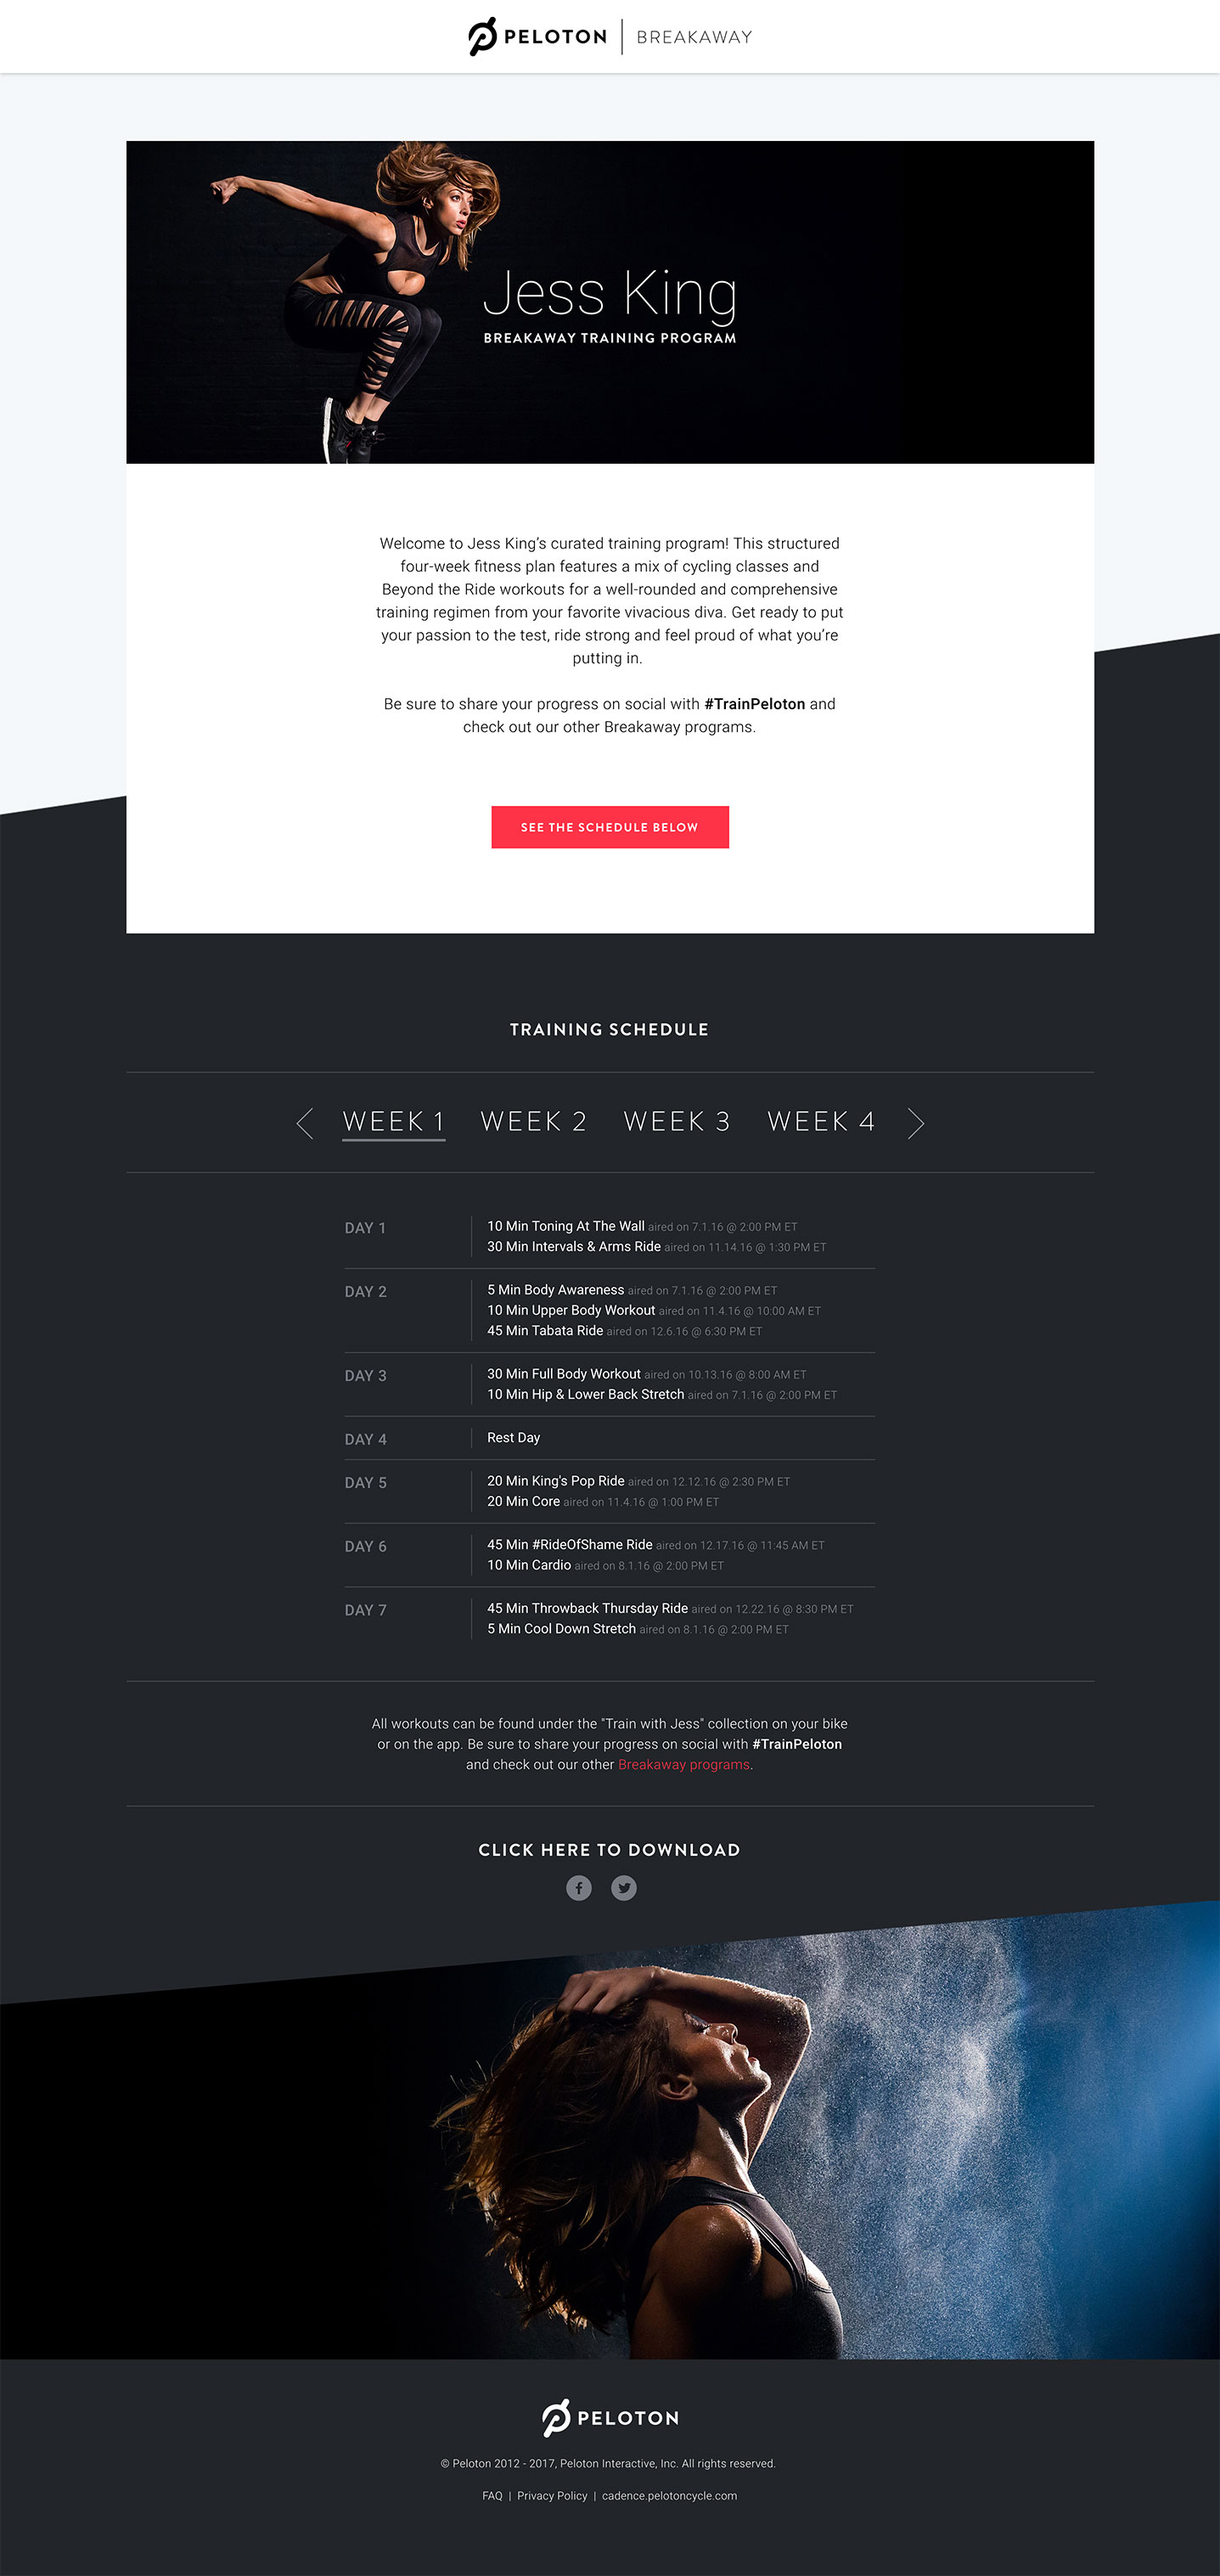 PELOTON | BREAKAWAY
Jess King
BREAKAWAY TRAINING PROGRAM
Welcome to Jess King’s curated training program! This structured
four-week fitness plan features a mix of cycling classes and
Beyond the Ride workouts for a well-rounded and comprehensive
training regimen from your favorite vivacious diva. Get ready to put
your passion to the test, ride strong and feel proud of what you’re
putting in.
Be sure to share your progress on social with #TrainPeloton and
check out our other Breakaway programs.
SEE THE SCHEDULE BELOW
TRAINING SCHEDULE
WEEK 1 WEEK 2 WEEK 3 WEEK 4
DAY 1
10 Min Toning At The Wall aired on 7.1.16 @ 2:00 PM ET
30 Min Intervals & Arms Ride aired on 11.14.16 @ 1:30 PM ET
DAY 2
5 Min Body Awareness aired on 7.1.16 @ 2:00 PM ET
10 Min Upper Body Workout aired on 11.4.16 @ 10:00 AM ET
45 Min Tabata Ride aired on 12.6.16 @ 6:30 PM ET
DAY 3
30 Min Full Body Workout aired on 10.13.16 @ 8:00 AM ET
10 Min Hip & Lower Back Stretch aired on 7.1.16 @ 2:00 PM ET
DAY 4
Rest Day
DAY 5
20 Min King's Pop Ride aired on 12.12.16 @ 2:30 PM ET
20 Min Core aired on 11.4.16 @ 1:00 PM ET
DAY 6
45 Min #RideOfShame Ride aired on 12.17.16 @ 11:45 AM ET
10 Min Cardio aired on 8.1.16 @ 2:00 PM ET
DAY 7
45 Min Throwback Thursday Ride aired on 12.22.16 @ 8:30 PM ET
5 Min Cool Down Stretch aired on 8.1.16 @ 2:00 PM ET
All workouts can be found under the "Train with Jess" collection on your bike
or on the app. Be sure to share your progress on social with #TrainPeloton
and check out our other Breakaway programs.
CLICK HERE TO DOWNLOAD
PELOTON
© Peloton 2012 - 2017, Peloton Interactive, Inc. All rights reserved.
FAQ | Privacy Policy | cadence.pelotoncycle.com